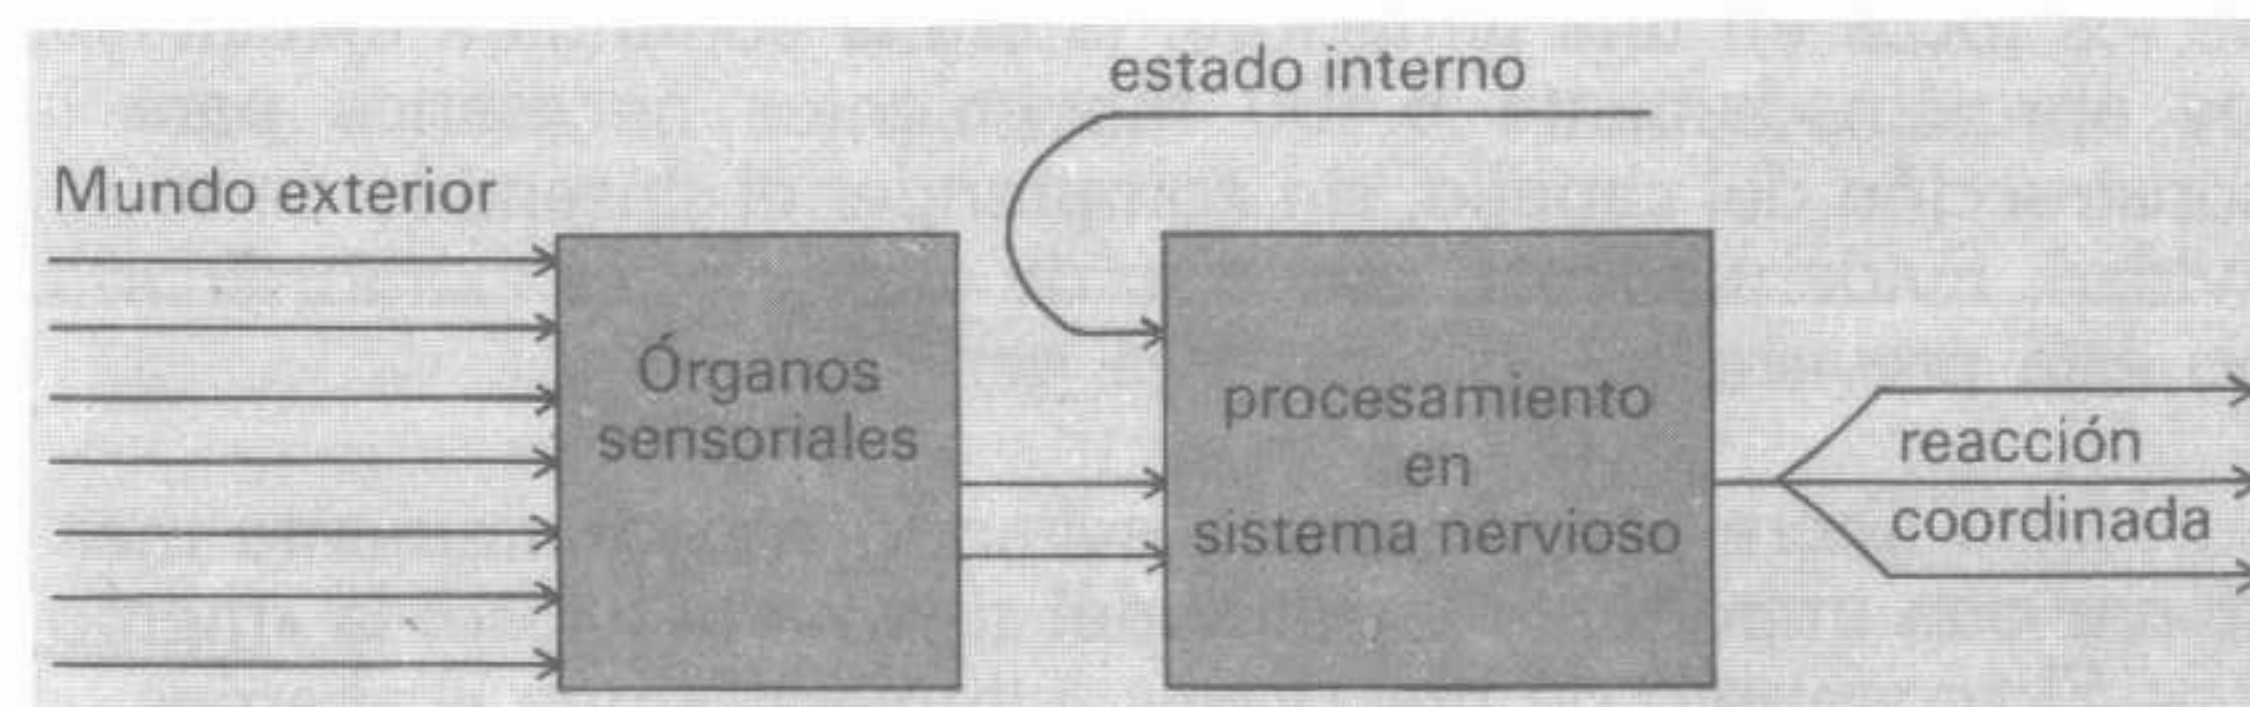 estado interno
Mundo exterior
Órganos
sensoriales
procesamiento
en
sistema nervioso
reacción
coordinada